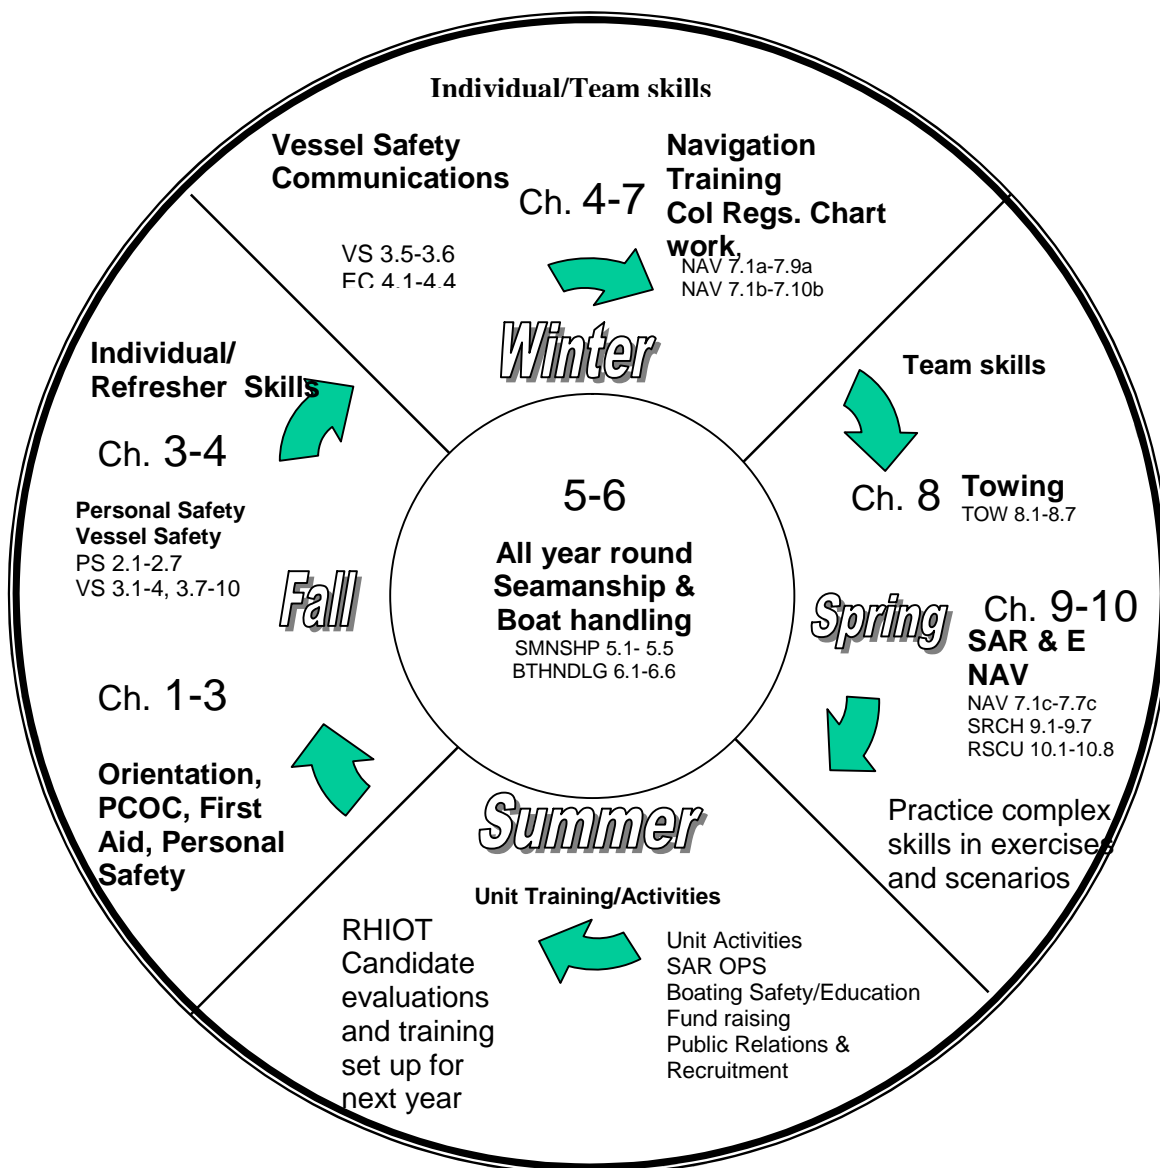 Individual/Team skills
Vessel Safety
Communications
Ch. 4-7
Navigation
Training
Col Regs. Chart
work,
VS 3.5-3.6
EC 4.1-4.4
NAV 7.1a-7.9a
NAV 7.1b-7.10b
Winter
Team skills
Ch. 8
Towing
TOW 8.1-8.7
Spring
Ch. 9-10
SAR & E
NAV
NAV 7.1c-7.7c
SRCH 9.1-9.7
RSCU 10.1-10.8
Practice complex
skills in exercises
and scenarios
Summer
Unit Training/Activities
Unit Activities
SAR OPS
Boating Safety/Education
Fund raising
Public Relations &
Recruitment
RHIOT
Candidate
evaluations
and training
set up for
next year
Fall
Ch. 1-3
Orientation,
PCOC, First
Aid, Personal
Safety
Individual/
Refresher Skills
Ch. 3-4
Personal Safety
Vessel Safety
PS 2.1-2.7
VS 3.1-4, 3.7-10
5-6
All year round
Seamanship &
Boat handling
SMNSHP 5.1- 5.5
BTHNDLG 6.1-6.6